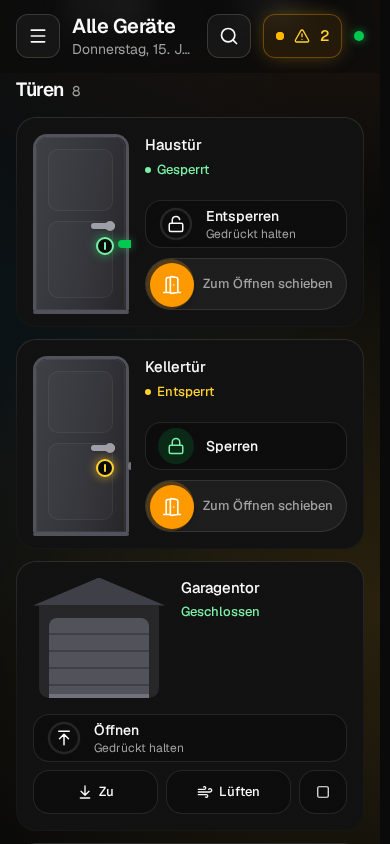 Alle Geräte
Donnerstag, 15. J…
2
Türen 8
Haustür
Gesperrt
Entsperren
Gedrückt halten
Zum Öffnen schieben
Kellertür
Entsperrt
Sperren
Zum Öffnen schieben
Garagentor
Geschlossen
Öffnen
Gedrückt halten
Zu
Lüften